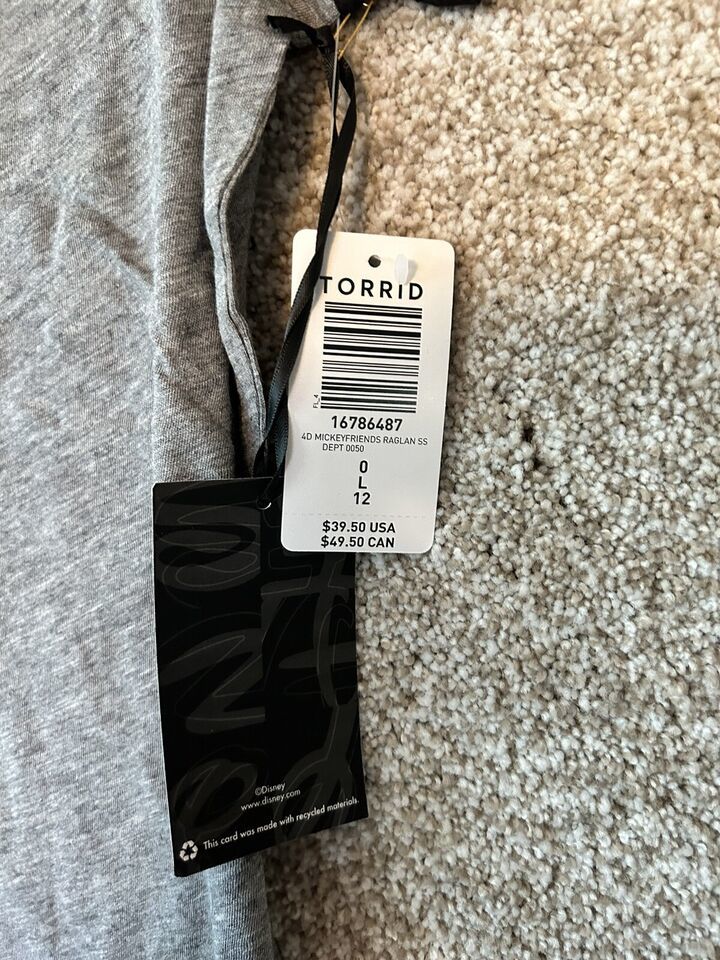 TORRID
FL_4
16786487
4D MICKEYFRIENDS RAGLAN SS
DEPT 0050
0
L
12
$39.50 USA
$49.50 CAN
©Disney
www.disney.com
This card was made with recycled materials.